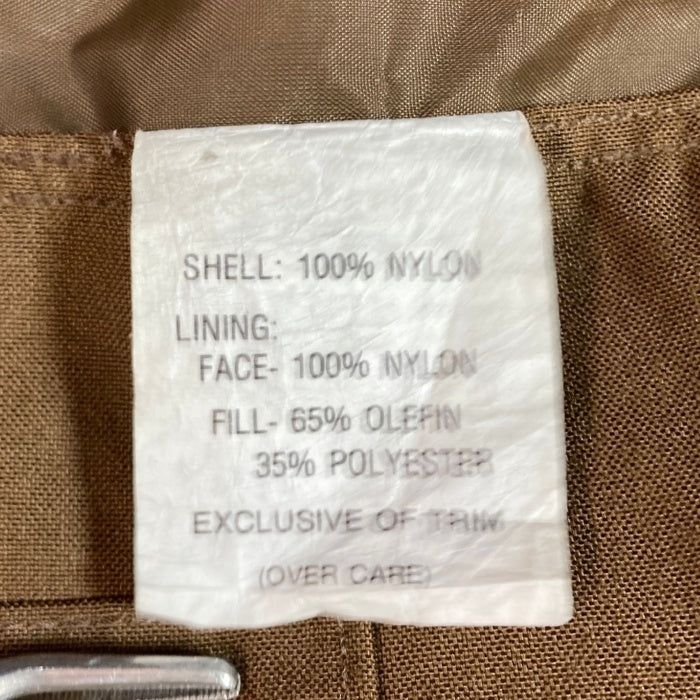 SHELL: 100% NYLON
LINING:
FACE- 100% NYLON
FILL- 65% OLEFIN
35% POLYESTER
EXCLUSIVE OF TRIM
(OVER CARE)